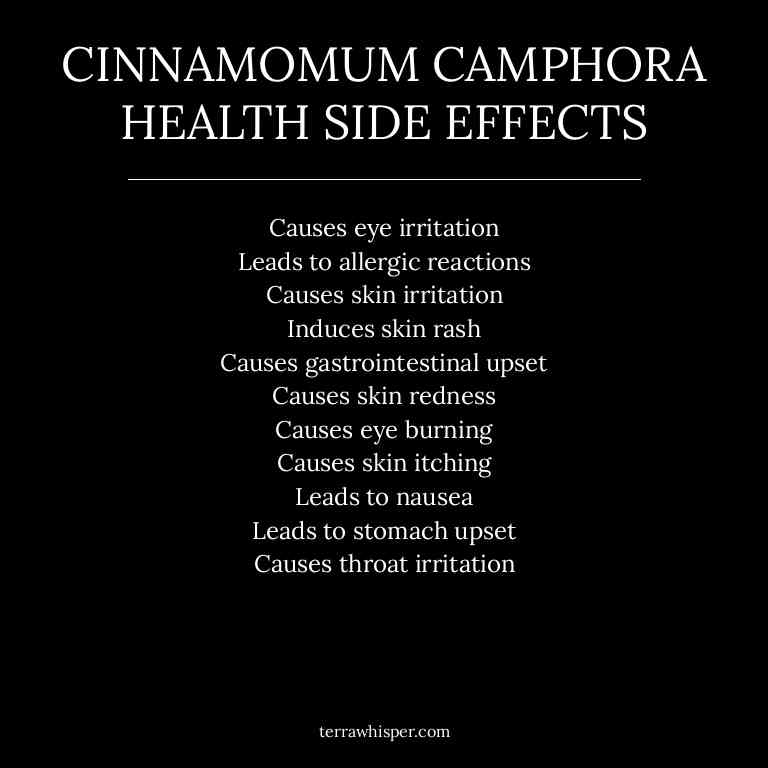 CINNAMOMUM CAMPHORA
HEALTH SIDE EFFECTS
Causes eye irritation
Leads to allergic reactions
Causes skin irritation
Induces skin rash
Causes gastrointestinal upset
Causes skin redness
Causes eye burning
Causes skin itching
Leads to nausea
Leads to stomach upset
Causes throat irritation
terrawhisper.com